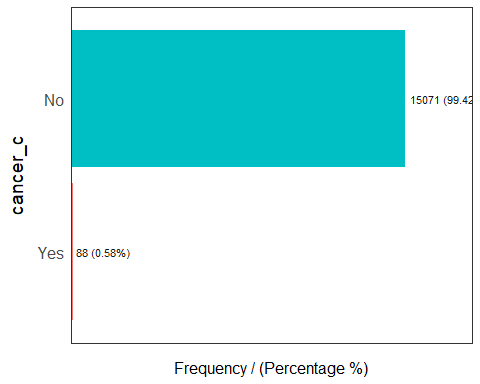 No
15071 (99.42
cancer_c
Yes
88 (0.58%)
Frequency / (Percentage %)